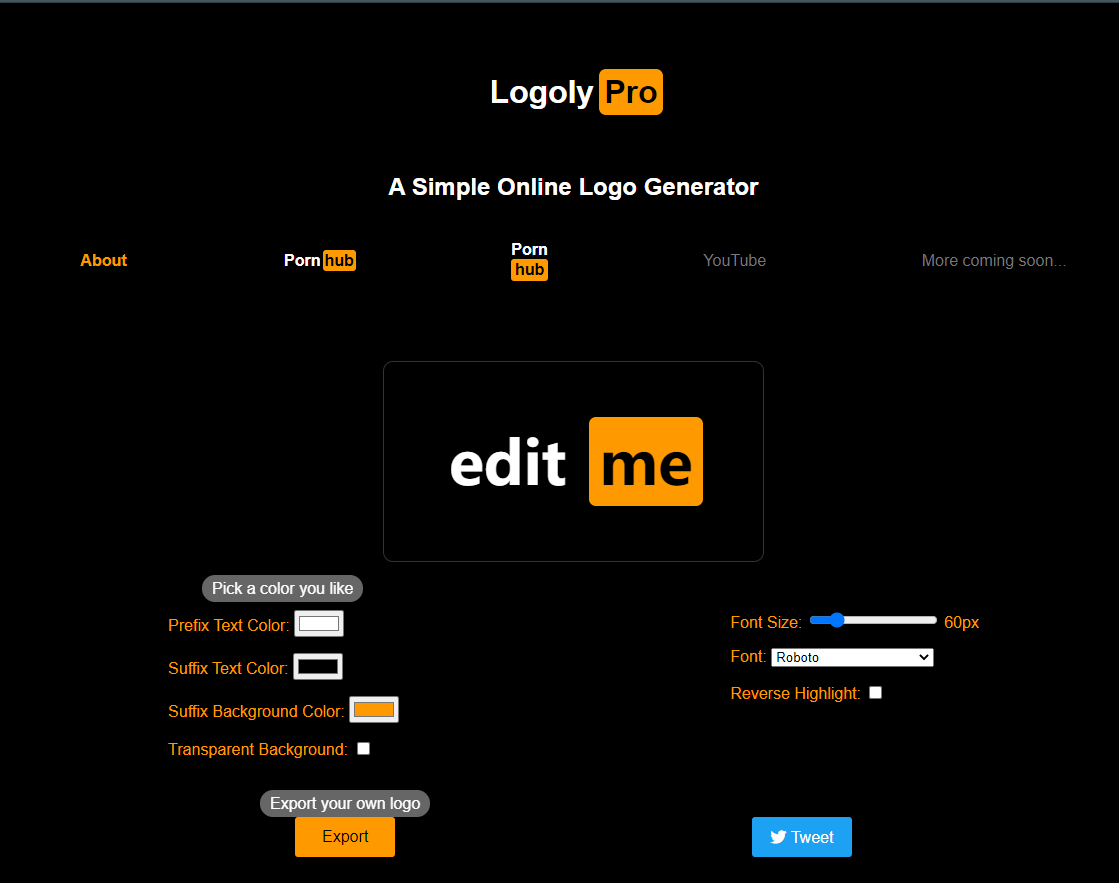 Logoly Pro
A Simple Online Logo Generator
About
Porn hub
Porn
hub
YouTube
More coming soon...
edit me
Pick a color you like
Prefix Text Color:
Suffix Text Color:
Suffix Background Color:
Transparent Background:
Font Size: 60px
Font: Roboto
Reverse Highlight:
Export your own logo
Export
Tweet